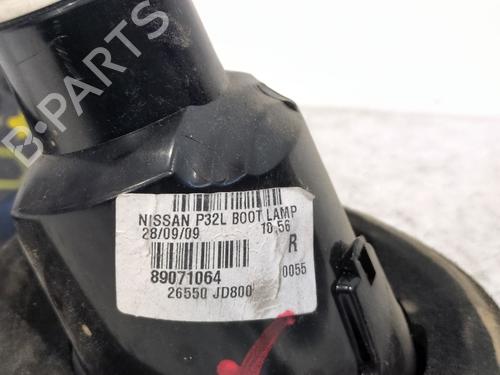 B-PARTS
NISSAN P32L BOOT LAMP
28/09/09 10.56
R
89071064 0055
26550 JD800